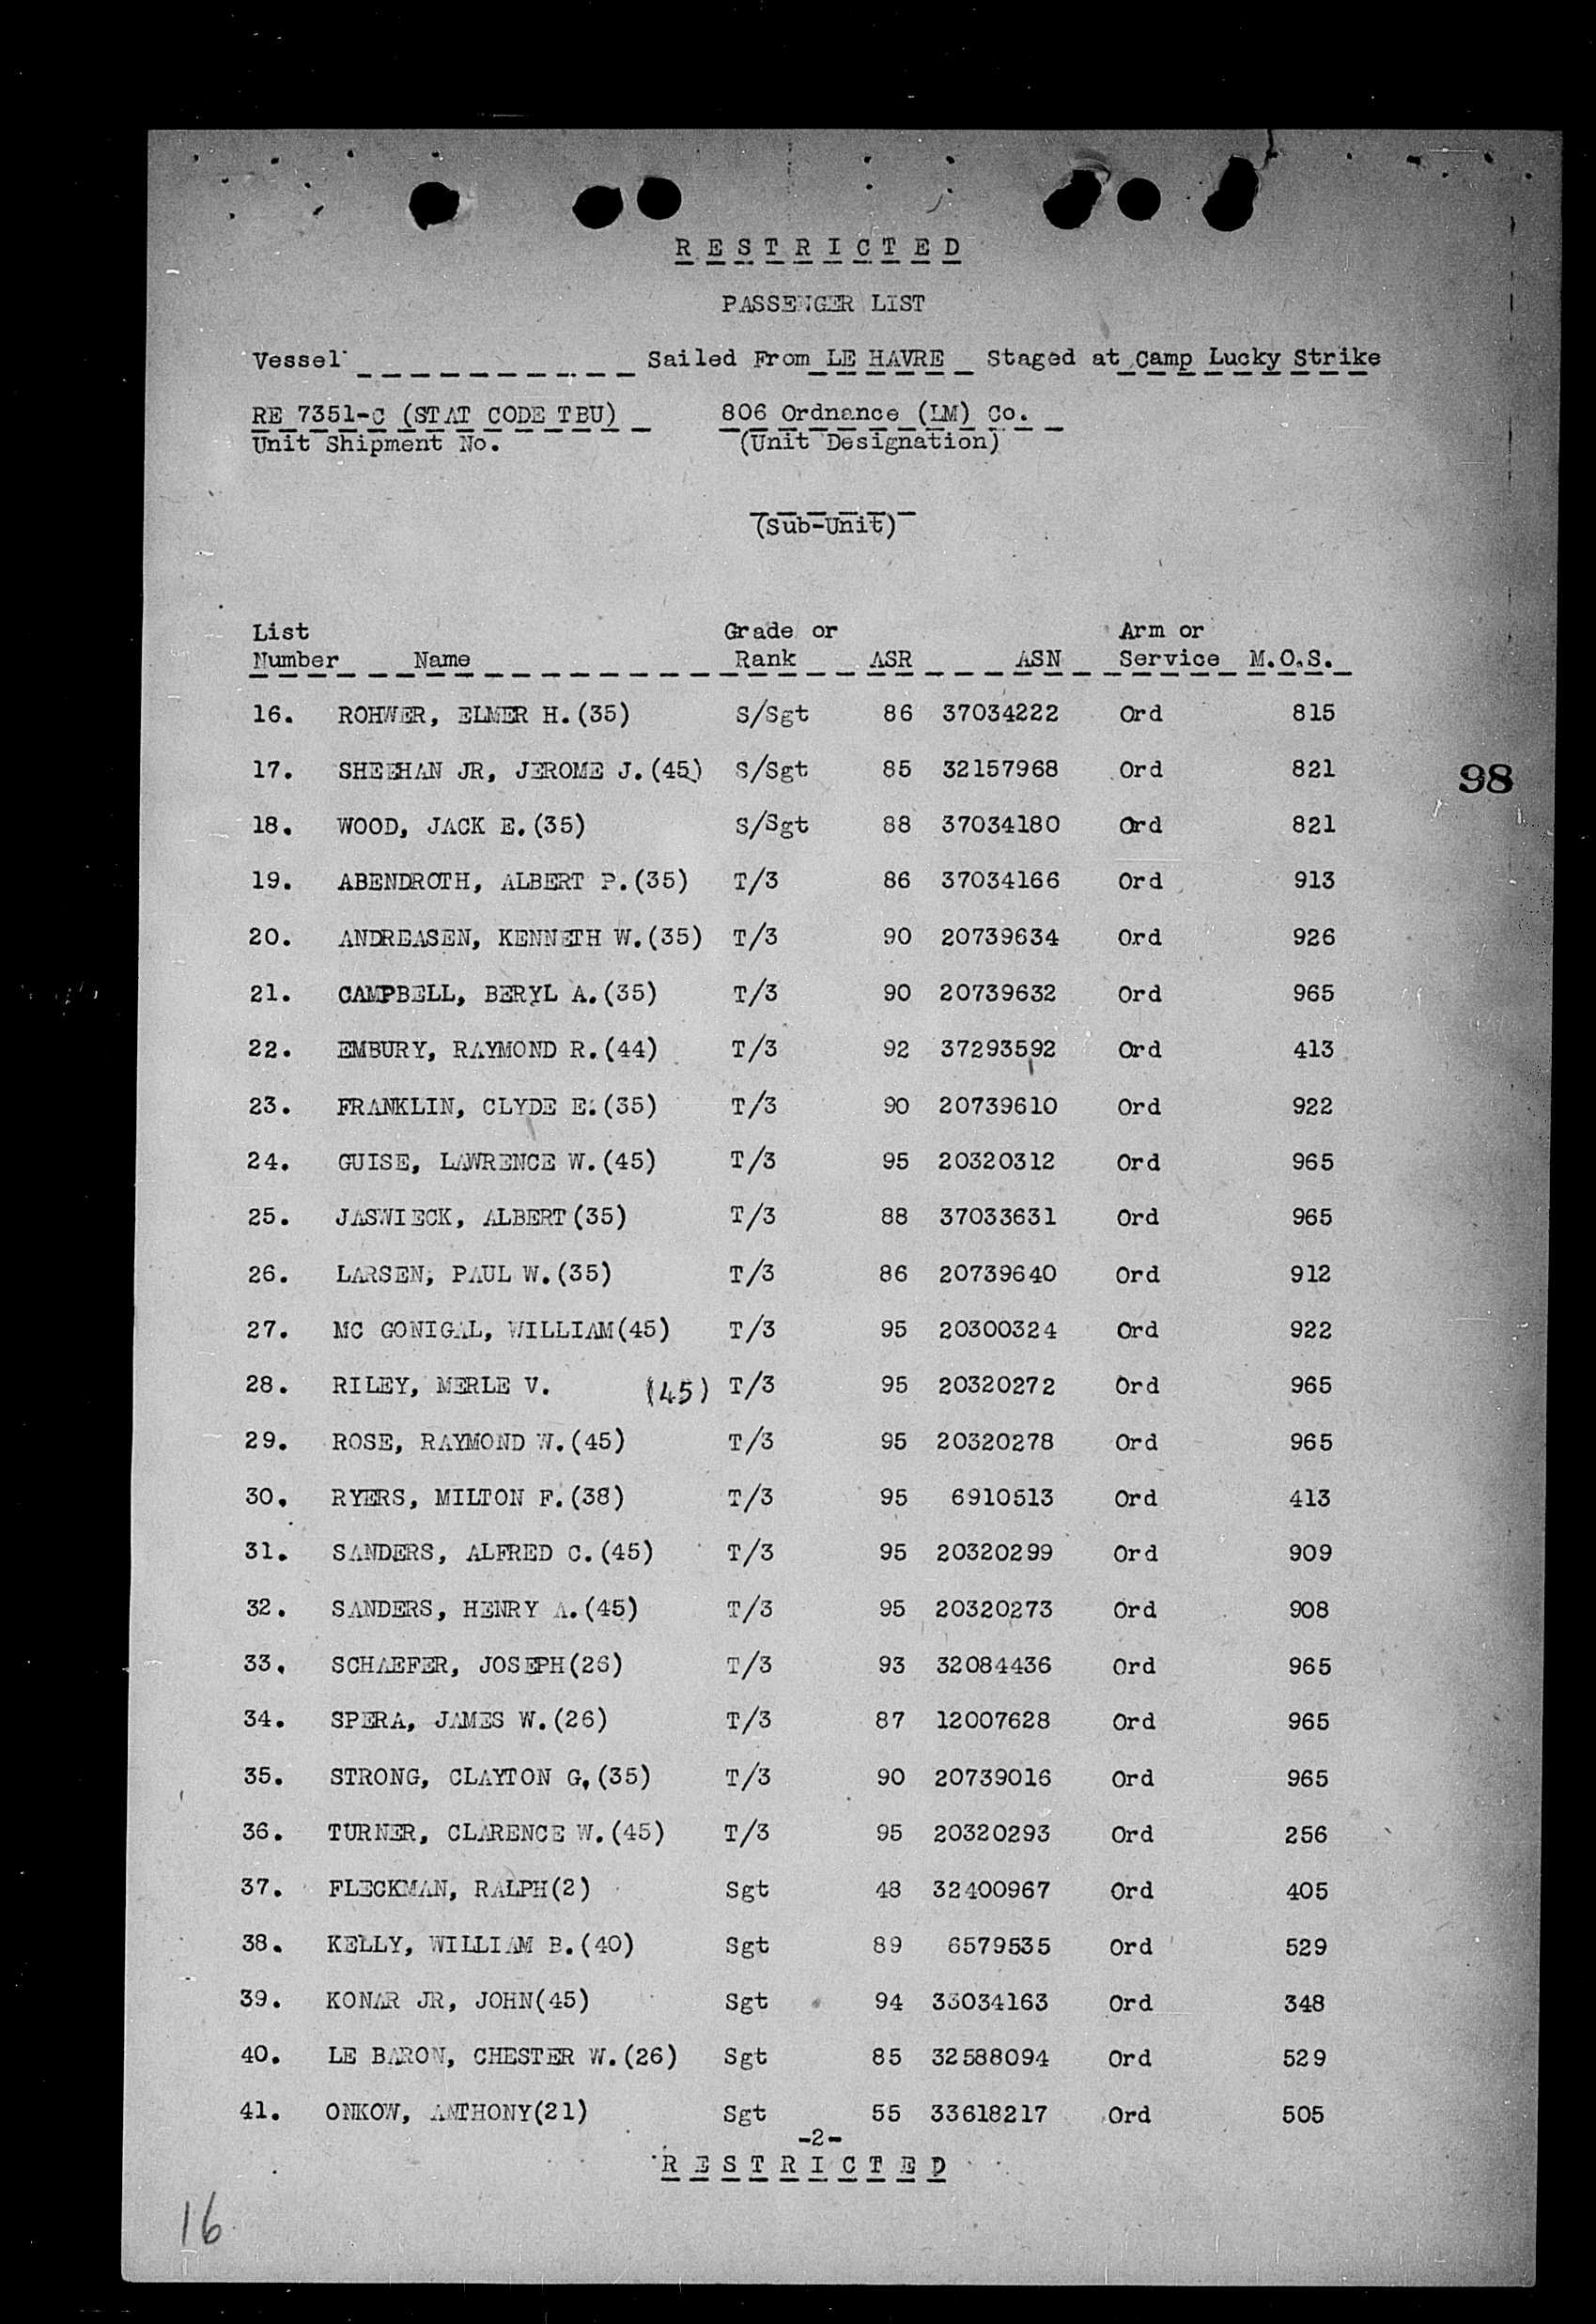 RESTRICTED
PASSENGER LIST
Vessel Sailed From LE HAVRE Staged at Camp Lucky Strike
RE 7351-C (STAT CODE TBU) 806 Ordnance (LM) Co.
Unit Shipment No. (Unit Designation)
(Sub-Unit)
List Grade or Arm or
Number Name Rank ASR ASN Service M.O.S.
16. ROHWER, ELMER H.(35) S/Sgt 86 37034222 Ord 815
17. SHEEHAN JR, JEROME J.(45) S/Sgt 85 32157968 Ord 821
98
18. WOOD, JACK E.(35) S/Sgt 88 37034180 Ord 821
19. ABENDROTH, ALBERT P.(35) T/3 86 37034166 Ord 913
20. ANDREASEN, KENNETH W.(35) T/3 90 20739634 Ord 926
21. CAMPBELL, BERYL A.(35) T/3 90 20739632 Ord 965
22. EMBURY, RAYMOND R.(44) T/3 92 37293592 Ord 413
23. FRANKLIN, CLYDE E.(35) T/3 90 20739610 Ord 922
24. GUISE, LAWRENCE W.(45) T/3 95 20320312 Ord 965
25. JASWIECK, ALBERT(35) T/3 88 37033631 Ord 965
26. LARSEN, PAUL W.(35) T/3 86 20739640 Ord 912
27. MC GONIGAL, WILLIAM(45) T/3 95 20300324 Ord 922
28. RILEY, MERLE V. (45) T/3 95 20320272 Ord 965
29. ROSE, RAYMOND W.(45) T/3 95 20320278 Ord 965
30. RYERS, MILTON F.(38) T/3 95 6910513 Ord 413
31. SANDERS, ALFRED C.(45) T/3 95 20320299 Ord 909
32. SANDERS, HENRY A.(45) T/3 95 20320273 Ord 908
33. SCHAEFER, JOSEPH(26) T/3 93 32084436 Ord 965
34. SPERA, JAMES W.(26) T/3 87 12007628 Ord 965
35. STRONG, CLAYTON G.(35) T/3 90 20739016 Ord 965
36. TURNER, CLARENCE W.(45) T/3 95 20320293 Ord 256
37. FLECKMAN, RALPH(2) Sgt 48 32400967 Ord 405
38. KELLY, WILLIAM B.(40) Sgt 89 6579535 Ord 529
39. KONAR JR, JOHN(45) Sgt 94 33034163 Ord 348
40. LE BARON, CHESTER W.(26) Sgt 85 32588094 Ord 529
41. ONKOW, ANTHONY(21) Sgt 55 33618217 Ord 505
-2-
RESTRICTED
16